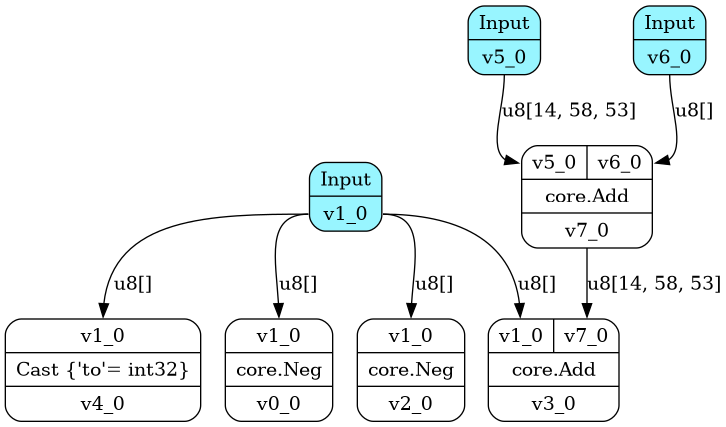 Input
v5_0
Input
v6_0
u8[14, 58, 53]
u8[]
v5_0
v6_0
core.Add
v7_0
Input
v1_0
u8[]
u8[]
u8[]
u8[]
u8[14, 58, 53]
v1_0
Cast {'to'= int32}
v4_0
v1_0
core.Neg
v0_0
v1_0
core.Neg
v2_0
v1_0
v7_0
core.Add
v3_0